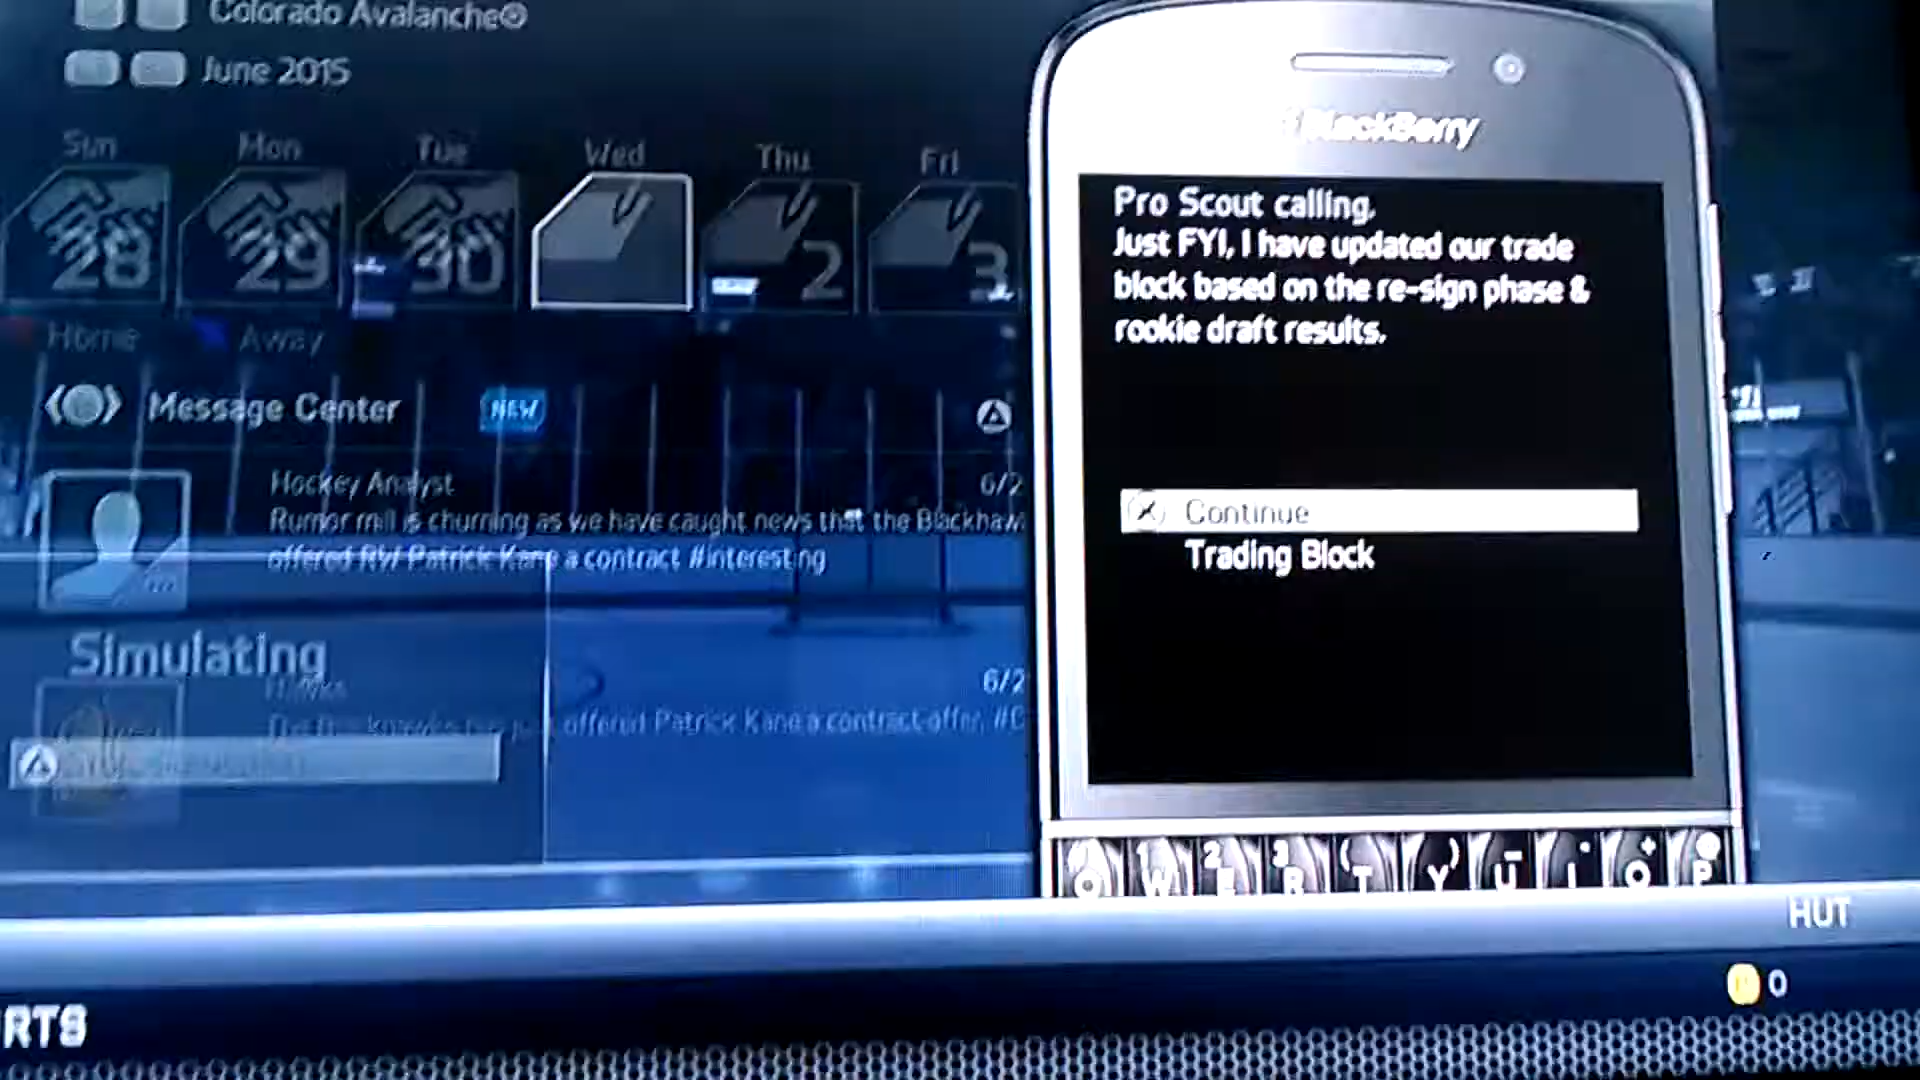 Colorado Avalanche®
June 2015
Sun Mon Tue Wed Thu Fri
28 29 30 2 3
Home Away
Message Center NEW
Hockey Analyst 6/2
Rumor mill is churning as we have caught news that the Blackhaw
offered RW Patrick Kane a contract #interesting
Simulating
6/2
offered Patrick Kane a contract offer.
BlackBerry
Pro Scout calling.
Just FYI, I have updated our trade
block based on the re-sign phase &
rookie draft results.
Continue
Trading Block
1 2 3 ( ) - +
W E R T Y U I O P
HUT
0
RTS